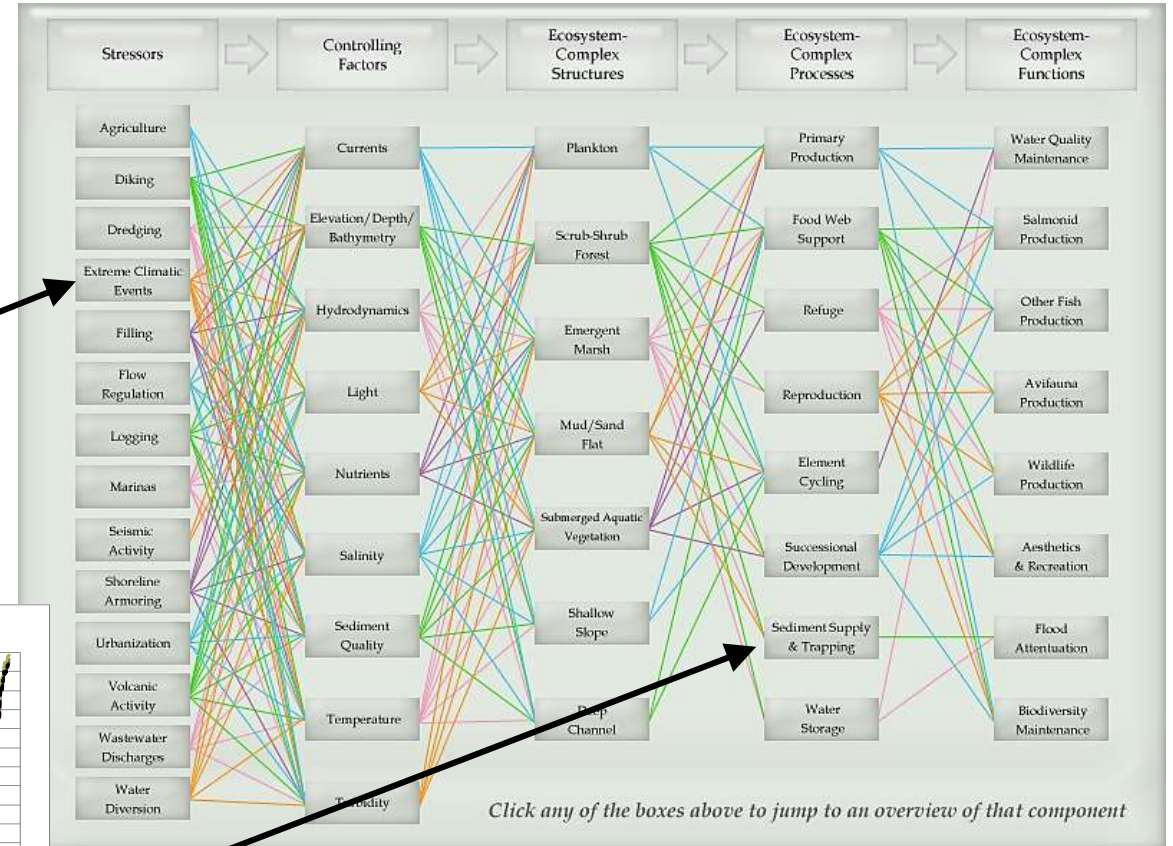 Stressors
Controlling
Factors
Ecosystem-
Complex
Structures
Ecosystem-
Complex
Processes
Ecosystem-
Complex
Functions
Agriculture
Diking
Dredging
Extreme Climatic
Events
Filling
Flow
Regulation
Logging
Marinas
Seismic
Activity
Shoreline
Armoring
Urbanization
Volcanic
Activity
Wastewater
Discharges
Water
Diversion
Currents
Elevation/Depth/
Bathymetry
Hydrodynamics
Light
Nutrients
Salinity
Sediment
Quality
Temperature
Turbidity
Plankton
Scrub-Shrub
Forest
Emergent
Marsh
Mud/Sand
Flat
Submerged Aquatic
Vegetation
Shallow
Slope
Deep
Channel
Primary
Production
Food Web
Support
Refuge
Reproduction
Element
Cycling
Successional
Development
Sediment Supply
& Trapping
Water
Storage
Water Quality
Maintenance
Salmonid
Production
Other Fish
Production
Avifauna
Production
Wildlife
Production
Aesthetics
& Recreation
Flood
Attentuation
Biodiversity
Maintenance
Click any of the boxes above to jump to an overview of that component